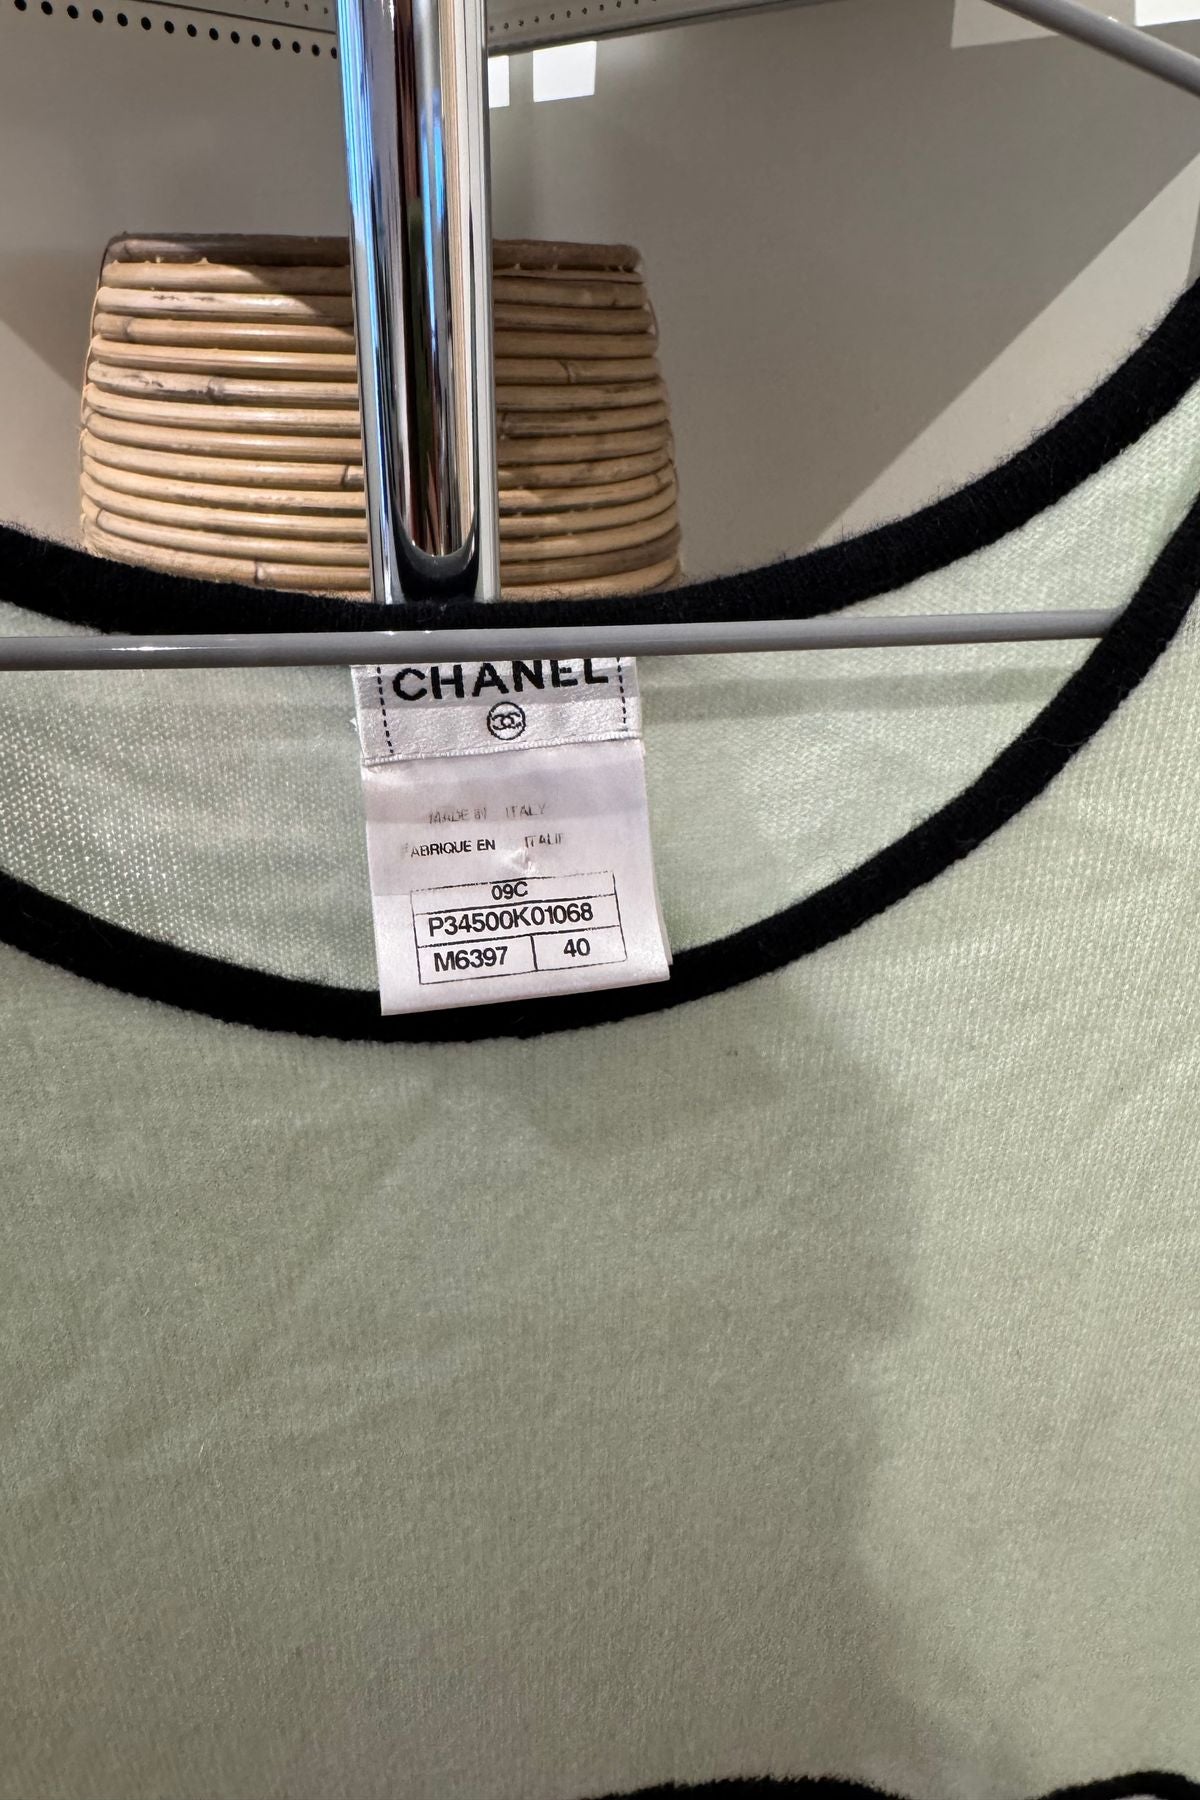 CHANEL
MADE IN ITALY
FABRIQUE EN ITALIE
09C
P34500K01068
M6397 40